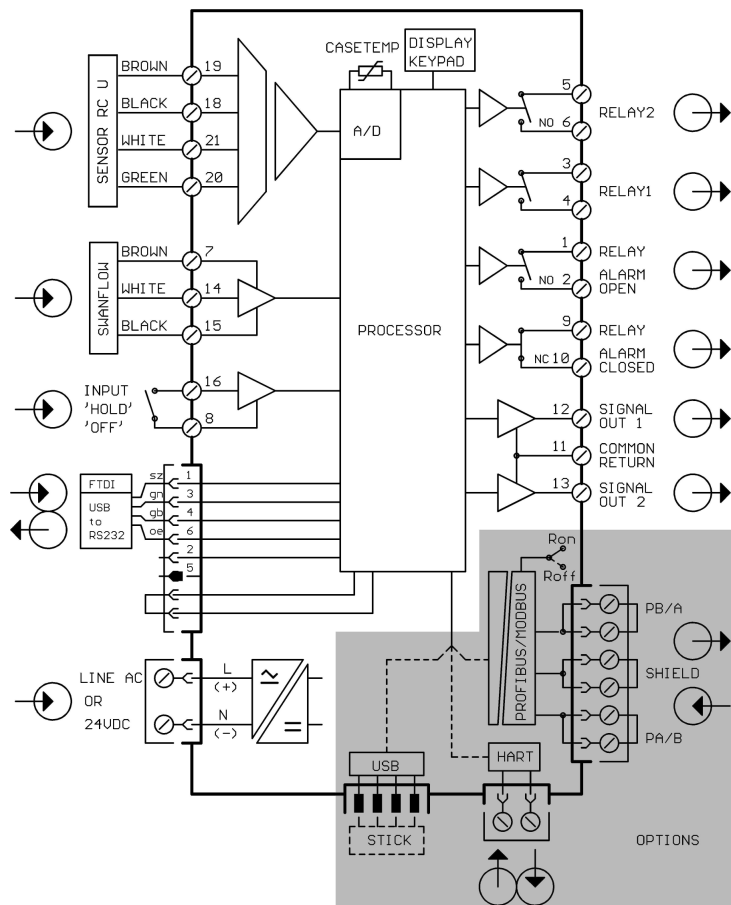 CASETEMP
DISPLAY
KEYPAD
A/D
PROCESSOR
SENSOR RC U
BROWN 19
BLACK 18
WHITE 21
GREEN 20
SWANFLOW
BROWN 7
WHITE 14
BLACK 15
INPUT 16
'HOLD'
'OFF' 8
FTDI
USB
to
RS232
sz 1
gn 3
gb 4
oe 6
2
5
LINE AC
OR
24VDC
L
(+)
N
(-)
5
RELAY2
NO 6
3
RELAY1
4
1 RELAY
NO 2 ALARM
OPEN
9 RELAY
NC 10 ALARM
CLOSED
12 SIGNAL
OUT 1
11 COMMON
RETURN
13 SIGNAL
OUT 2
Ron
Roff
PROFIBUS/MODBUS
PB/A
SHIELD
PA/B
USB
STICK
HART
OPTIONS